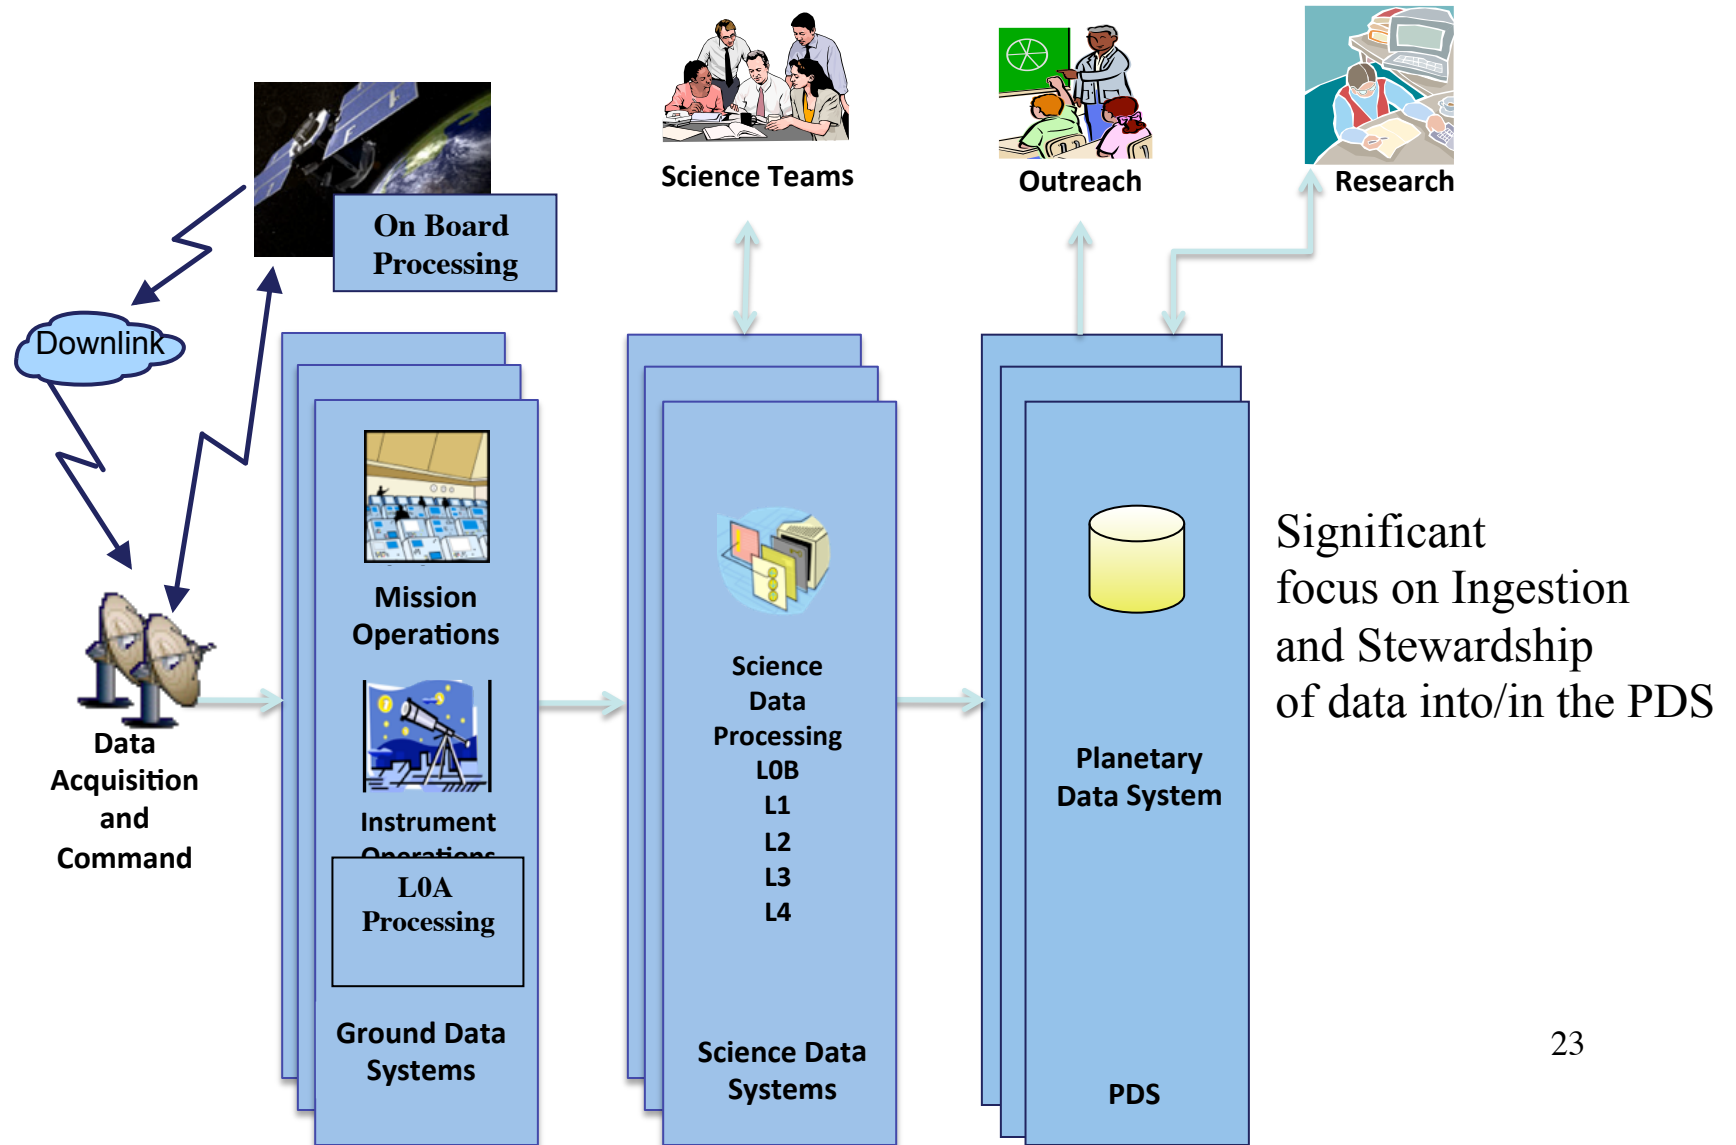 Science Teams
Outreach
Research
On Board
Processing
Downlink
Data
Acquisition
and
Command
Mission
Operations
Instrument
Operations
L0A
Processing
Ground Data
Systems
Science
Data
Processing
L0B
L1
L2
L3
L4
Science Data
Systems
Planetary
Data System
PDS
Significant
focus on Ingestion
and Stewardship
of data into/in the PDS
23